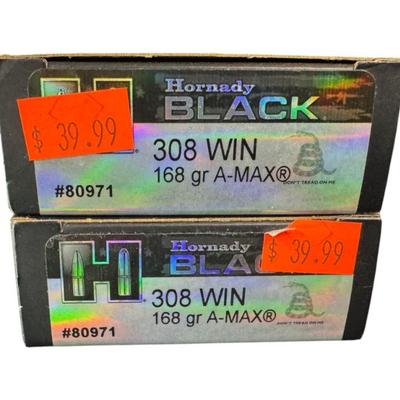 Hornady
BLACK
$ 39.99
308 WIN
168 gr A-MAX®
#80971
DON'T TREAD ON ME
Hornady
BLACK
$ 39.99
308 WIN
168 gr A-MAX®
#80971
DON'T TREAD ON ME